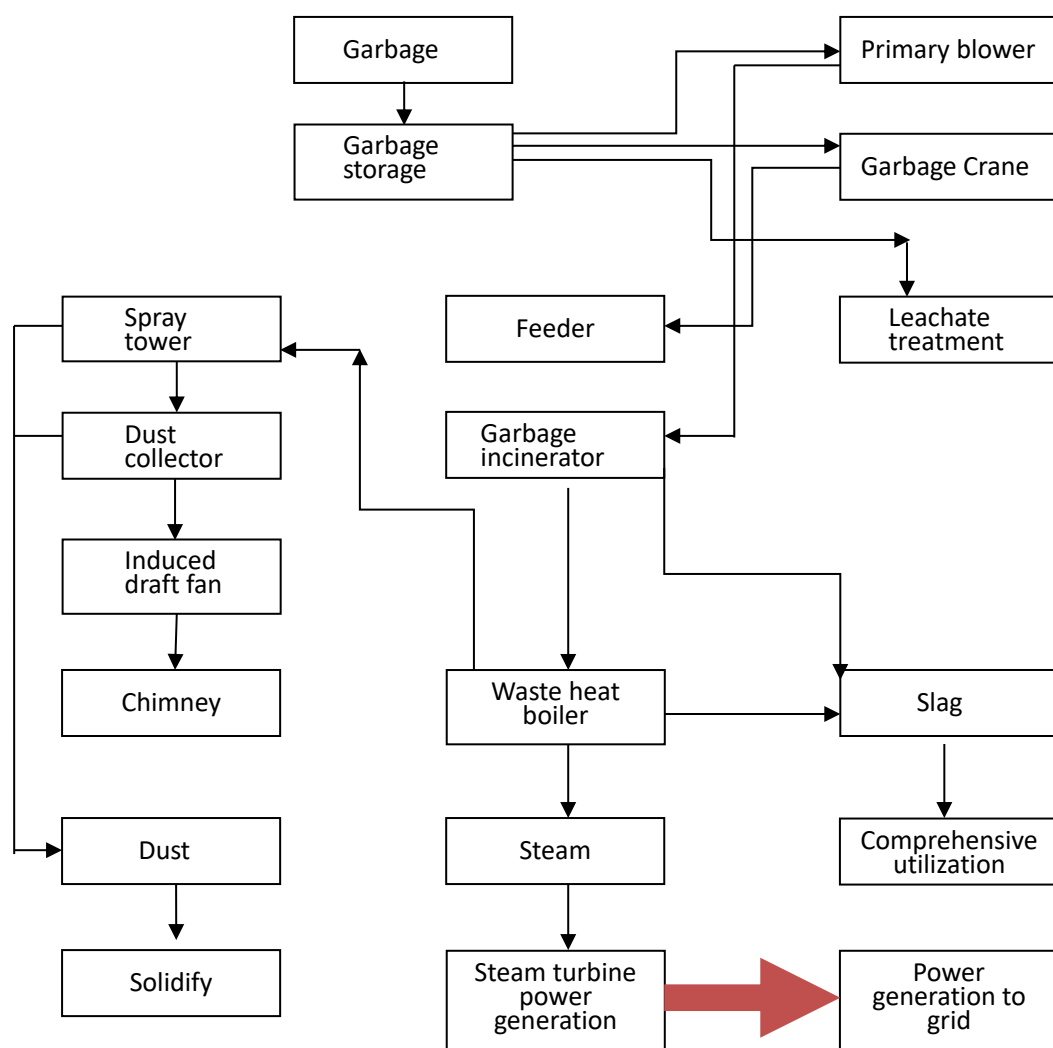 Garbage
Primary blower
Garbage
storage
Garbage Crane
Spray
tower
Feeder
Leachate
treatment
Dust
collector
Garbage
incinerator
Induced
draft fan
Chimney
Waste heat
boiler
Slag
Dust
Steam
Comprehensive
utilization
Solidify
Steam turbine
power
generation
Power
generation to
grid